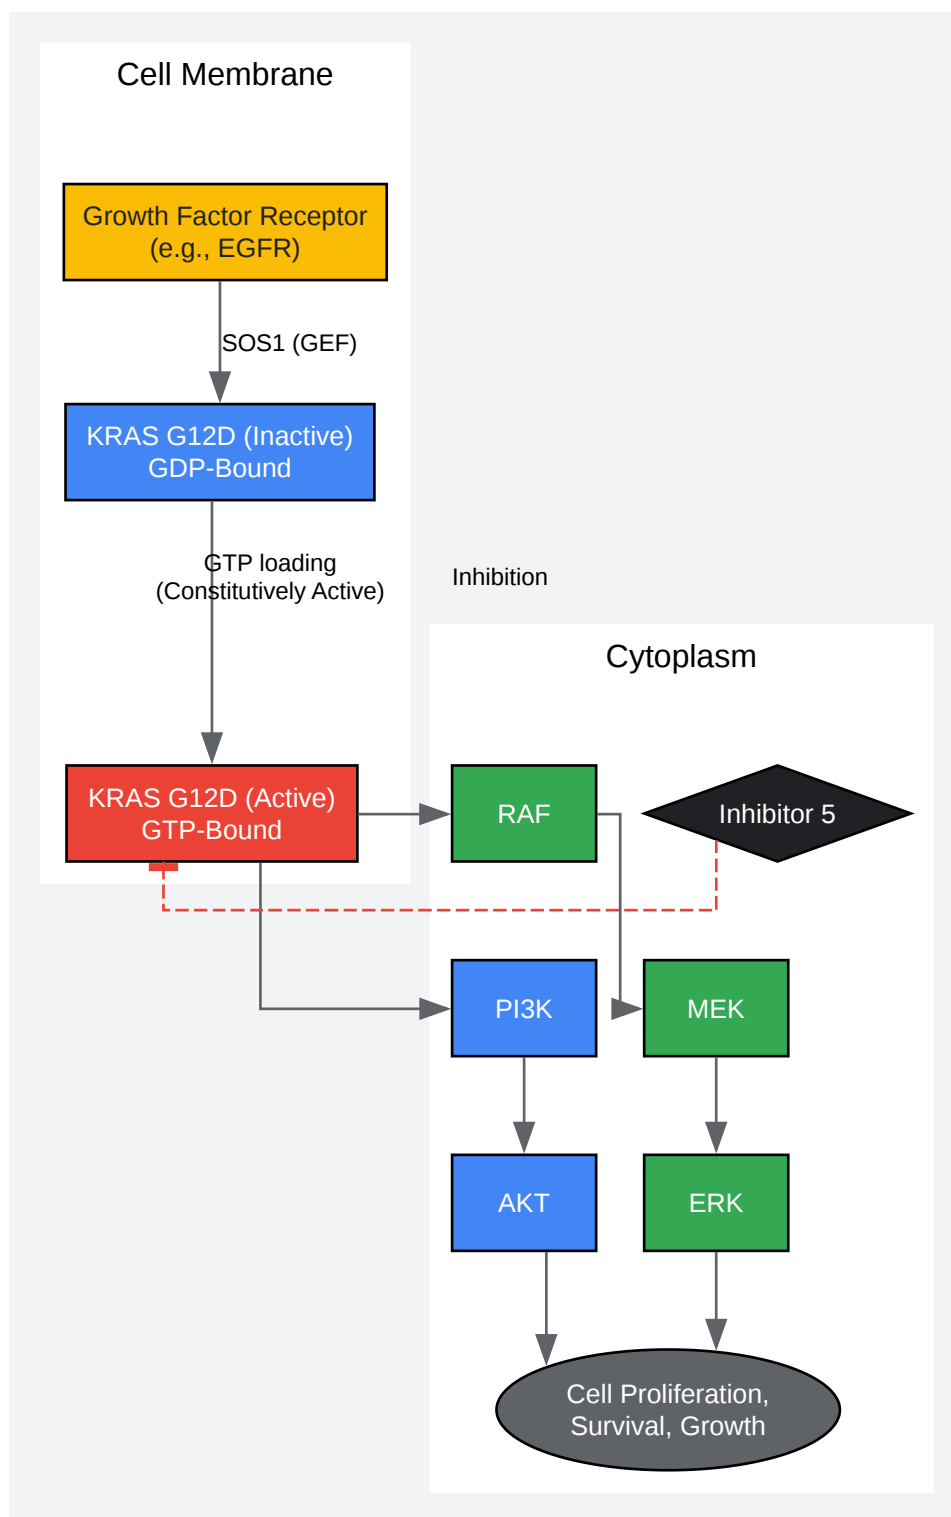 Cell Membrane
Growth Factor Receptor
(e.g., EGFR)
SOS1 (GEF)
KRAS G12D (Inactive)
GDP-Bound
GTP loading
(Constitutively Active)
Inhibition
Cytoplasm
KRAS G12D (Active)
GTP-Bound
RAF
Inhibitor 5
PI3K
MEK
AKT
ERK
Cell Proliferation,
Survival, Growth